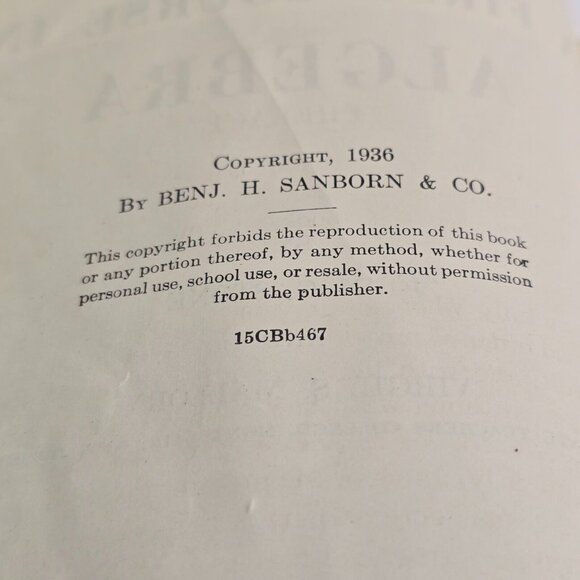 COPYRIGHT, 1936
BY BENJ. H. SANBORN & CO.
This copyright forbids the reproduction of this book
or any portion thereof, by any method, whether for
personal use, school use, or resale, without permission
from the publisher.
15CBb467